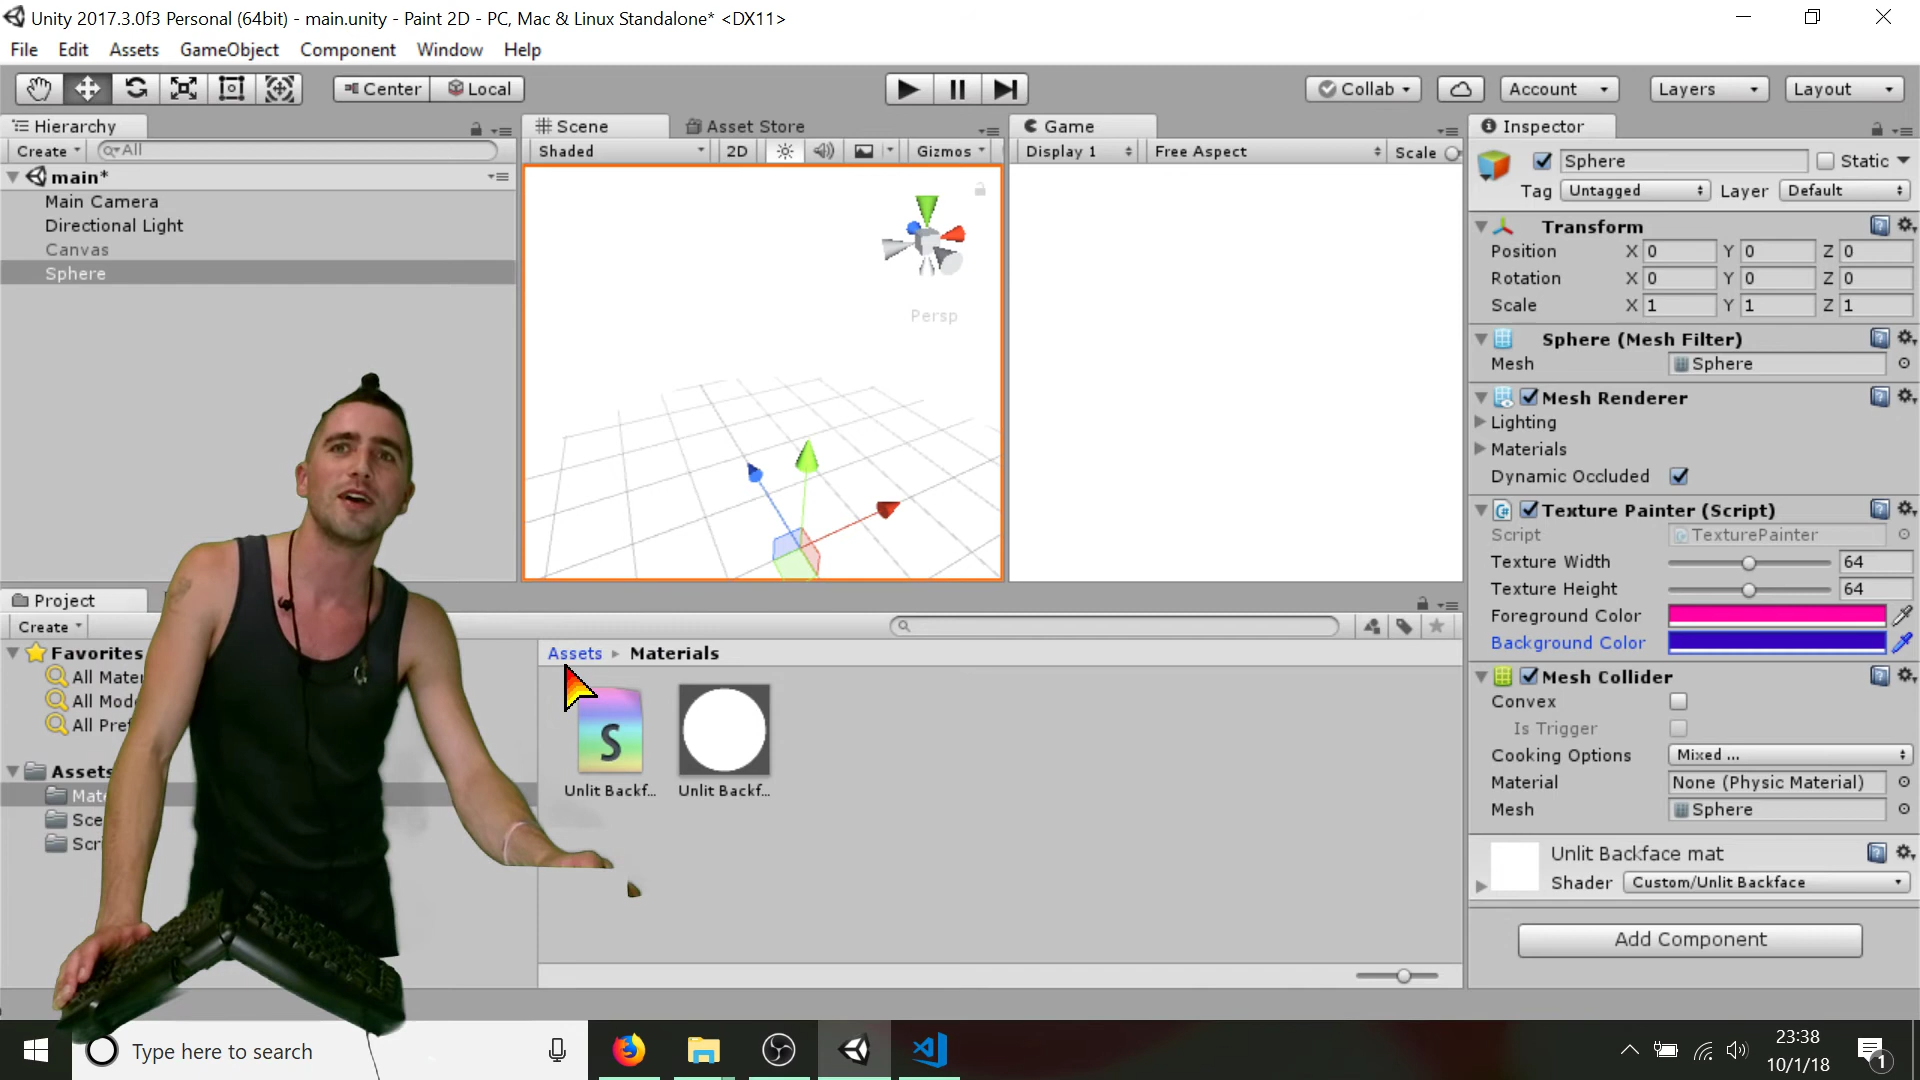 Unity 2017.3.0f3 Personal (64bit) - main.unity - Paint 2D - PC, Mac & Linux Standalone* <DX11>
File Edit Assets GameObject Component Window Help
Center Local Collab Account Layers Layout
Hierarchy
Create All
main*
Main Camera
Directional Light
Canvas
Sphere
Scene Asset Store
Shaded 2D Gizmos
Persp
Game
Display 1 Free Aspect Scale
Inspector
Sphere Static
Tag Untagged Layer Default
Transform
Position X 0 Y 0 Z 0
Rotation X 0 Y 0 Z 0
Scale X 1 Y 1 Z 1
Sphere (Mesh Filter)
Mesh Sphere
Mesh Renderer
Lighting
Materials
Dynamic Occluded
Texture Painter (Script)
Script TexturePainter
Texture Width 64
Texture Height 64
Foreground Color
Background Color
Mesh Collider
Convex
Is Trigger
Cooking Options Mixed ...
Material None (Physic Material)
Mesh Sphere
Unlit Backface mat
Shader Custom/Unlit Backface
Add Component
Project
Create
Favorites
All Mater
All Mode
All Pref
Assets
Mate
Sce
Scri
Assets Materials
S
Unlit Backf... Unlit Backf...
Type here to search
23:38
10/1/18
1